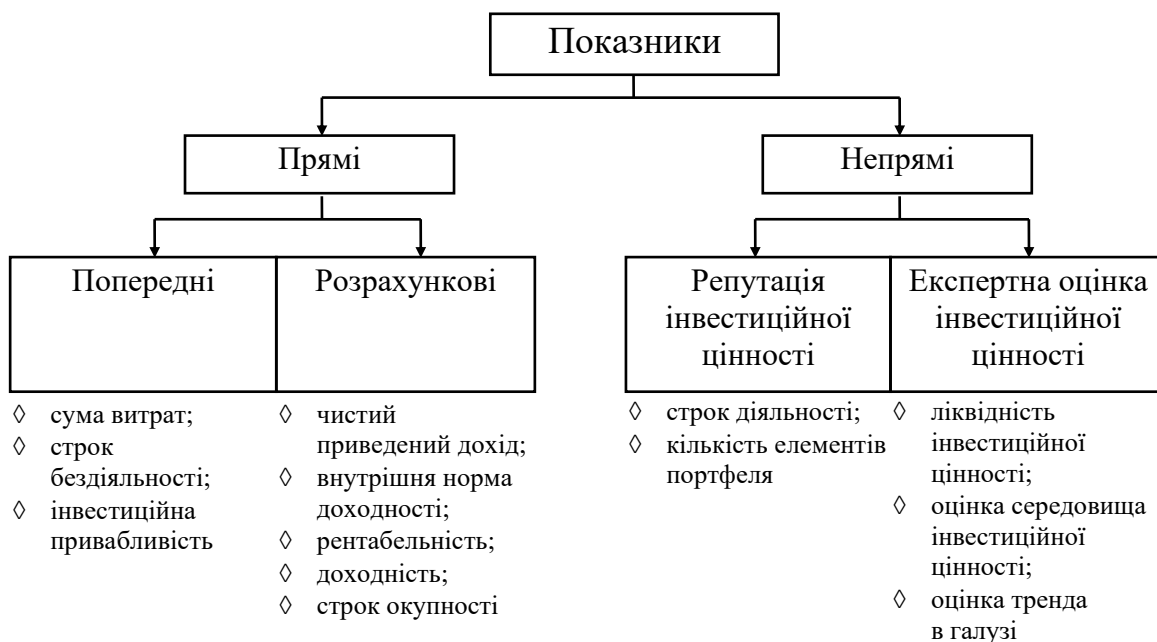 Показники
Прямі
Непрямі
Попередні
Розрахункові
Репутація
інвестиційної
цінності
Експертна оцінка
інвестиційної
цінності
◊ сума витрат;
◊ строк
бездіяльності;
◊ інвестиційна
привабливість
◊ чистий
приведений дохід;
◊ внутрішня норма
доходності;
◊ рентабельність;
◊ доходність;
◊ строк окупності
◊ строк діяльності;
◊ кількість елементів
портфеля
◊ ліквідність
інвестиційної
цінності;
◊ оцінка середовища
інвестиційної
цінності;
◊ оцінка тренда
в галузі